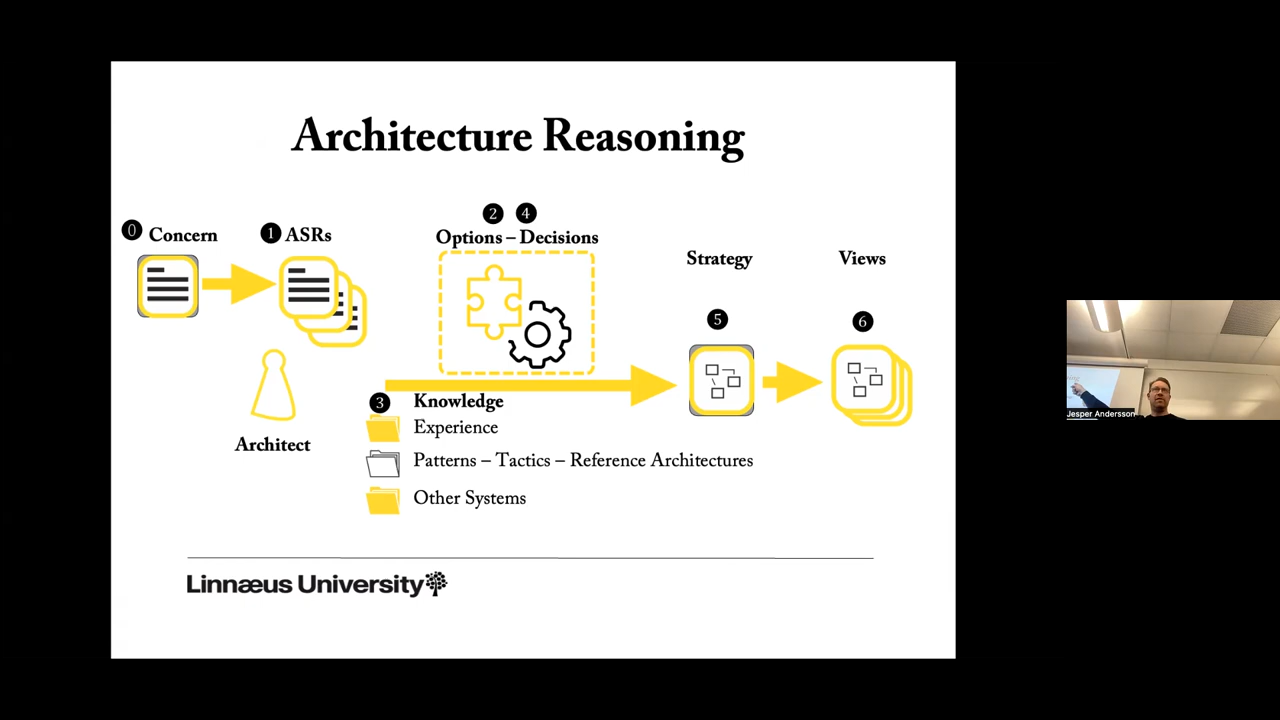 Architecture Reasoning
0 Concern
1 ASRs
2 4
Options – Decisions
Strategy
Views
5
6
3 Knowledge
Experience
Architect
Patterns – Tactics – Reference Architectures
Other Systems
Linnæus University
Jesper Andersson